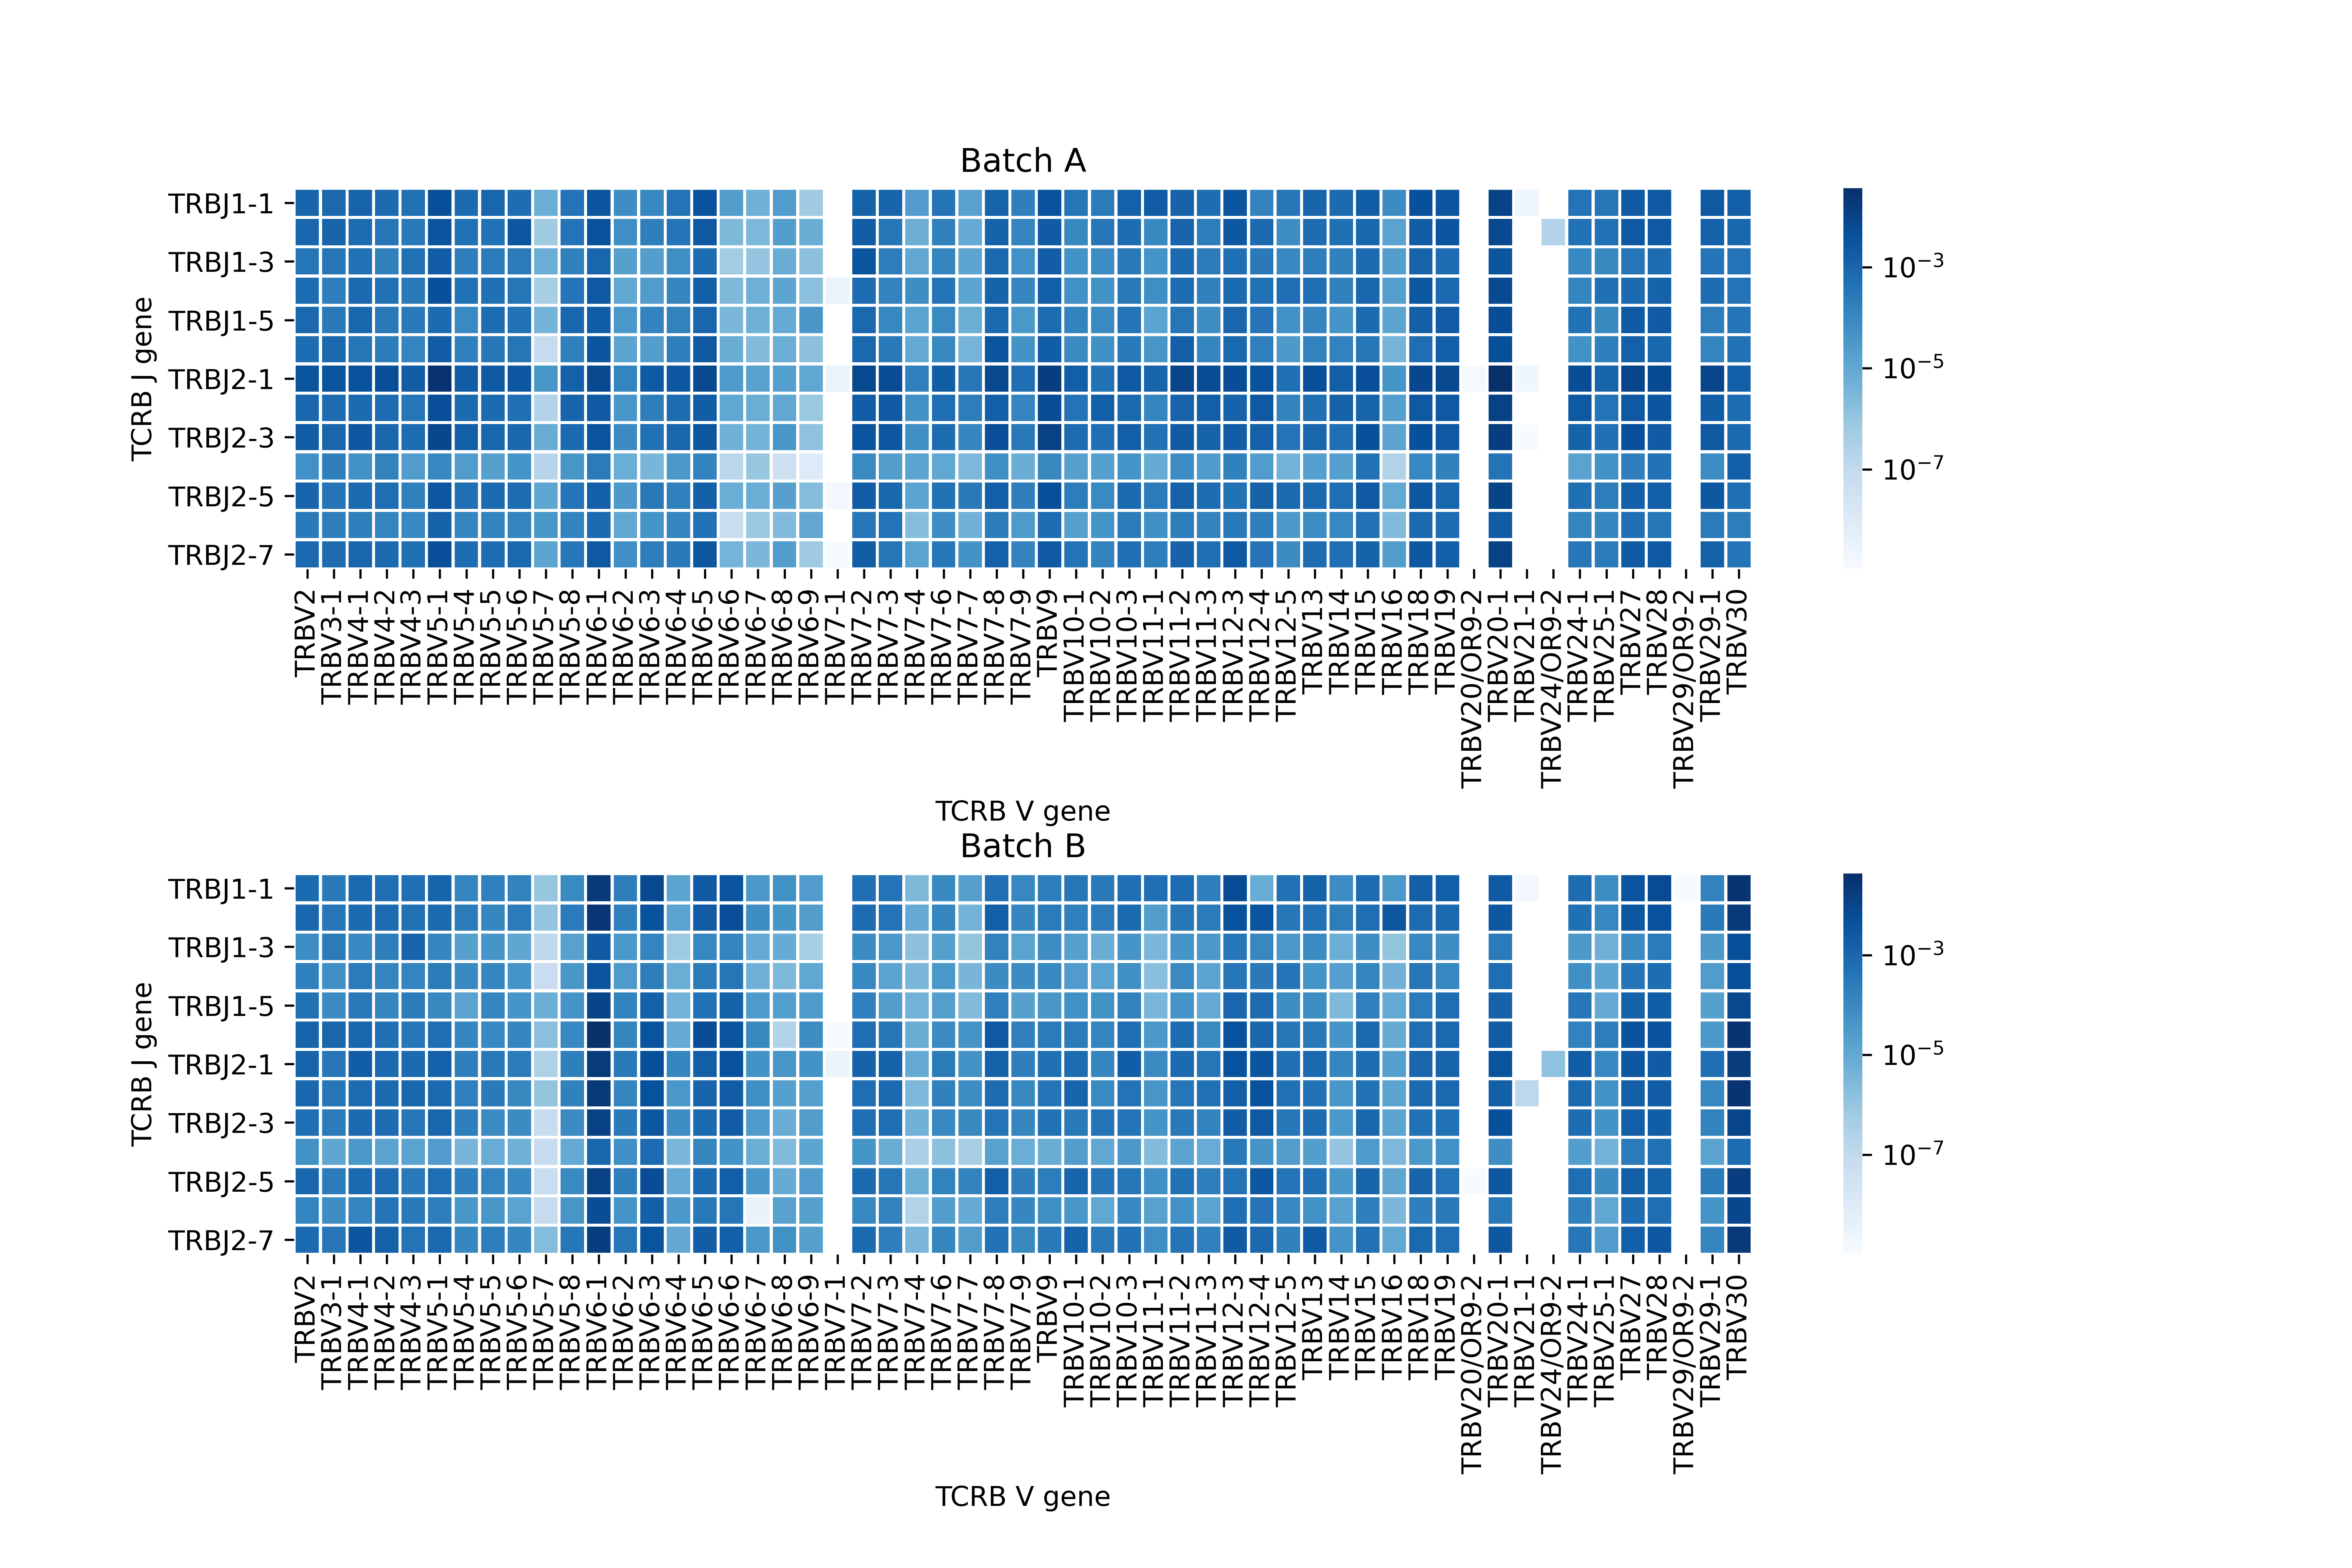 Batch A
TCRB J gene
TRBJ1-1
TRBJ1-3
TRBJ1-5
TRBJ2-1
TRBJ2-3
TRBJ2-5
TRBJ2-7
10⁻³
10⁻⁵
10⁻⁷
TRBV2
TRBV3-1
TRBV4-1
TRBV4-2
TRBV4-3
TRBV5-1
TRBV5-4
TRBV5-5
TRBV5-6
TRBV5-7
TRBV5-8
TRBV6-1
TRBV6-2
TRBV6-3
TRBV6-4
TRBV6-5
TRBV6-6
TRBV6-7
TRBV6-8
TRBV6-9
TRBV7-1
TRBV7-2
TRBV7-3
TRBV7-4
TRBV7-6
TRBV7-7
TRBV7-8
TRBV7-9
TRBV9
TRBV10-1
TRBV10-2
TRBV10-3
TRBV11-1
TRBV11-2
TRBV11-3
TRBV12-3
TRBV12-4
TRBV12-5
TRBV13
TRBV14
TRBV15
TRBV16
TRBV18
TRBV19
TRBV20/OR9-2
TRBV20-1
TRBV21-1
TRBV24/OR9-2
TRBV24-1
TRBV25-1
TRBV27
TRBV28
TRBV29/OR9-2
TRBV29-1
TRBV30
TCRB V gene
Batch B
TCRB J gene
TRBJ1-1
TRBJ1-3
TRBJ1-5
TRBJ2-1
TRBJ2-3
TRBJ2-5
TRBJ2-7
10⁻³
10⁻⁵
10⁻⁷
TRBV2
TRBV3-1
TRBV4-1
TRBV4-2
TRBV4-3
TRBV5-1
TRBV5-4
TRBV5-5
TRBV5-6
TRBV5-7
TRBV5-8
TRBV6-1
TRBV6-2
TRBV6-3
TRBV6-4
TRBV6-5
TRBV6-6
TRBV6-7
TRBV6-8
TRBV6-9
TRBV7-1
TRBV7-2
TRBV7-3
TRBV7-4
TRBV7-6
TRBV7-7
TRBV7-8
TRBV7-9
TRBV9
TRBV10-1
TRBV10-2
TRBV10-3
TRBV11-1
TRBV11-2
TRBV11-3
TRBV12-3
TRBV12-4
TRBV12-5
TRBV13
TRBV14
TRBV15
TRBV16
TRBV18
TRBV19
TRBV20/OR9-2
TRBV20-1
TRBV21-1
TRBV24/OR9-2
TRBV24-1
TRBV25-1
TRBV27
TRBV28
TRBV29/OR9-2
TRBV29-1
TRBV30
TCRB V gene